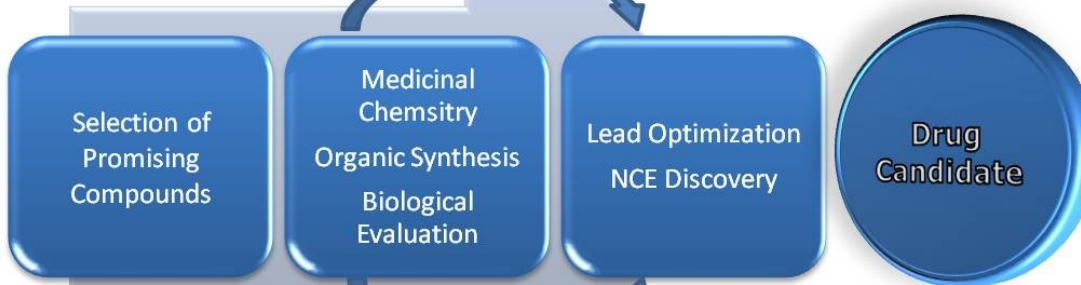 Selection of
Promising
Compounds
Medicinal
Chemsitry
Organic Synthesis
Biological
Evaluation
Lead Optimization
NCE Discovery
Drug
Candidate